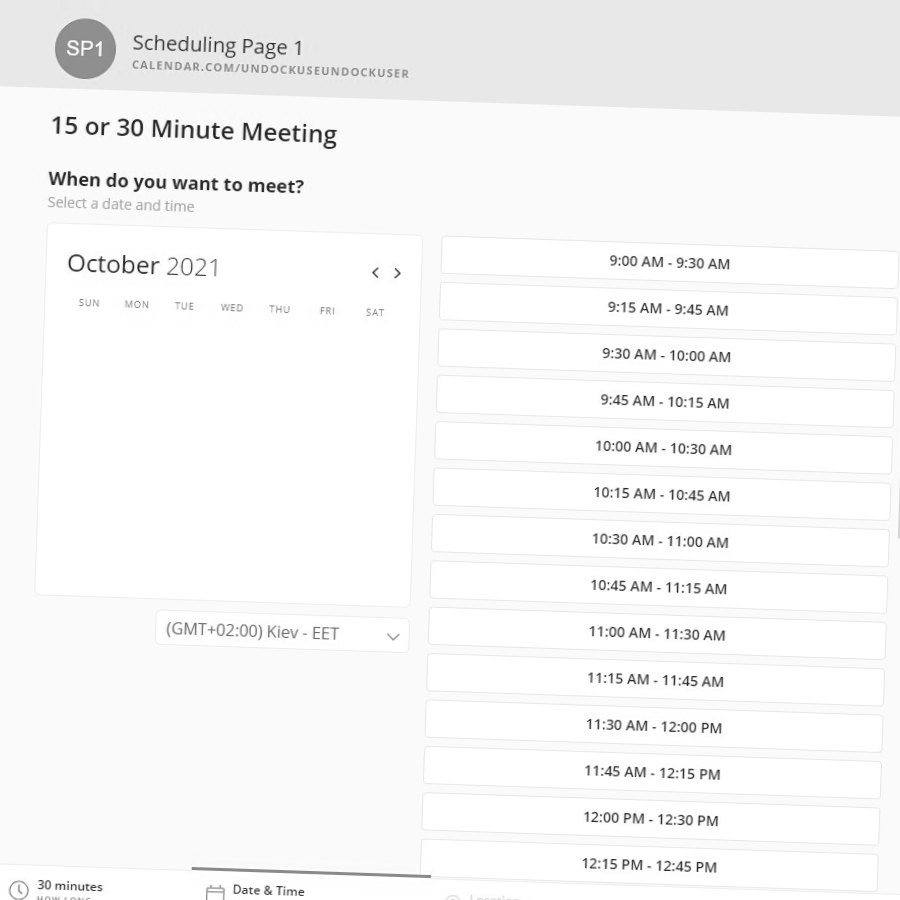 SP1
Scheduling Page 1
CALENDAR.COM/UNDOCKUSEUNDOCKUSER
15 or 30 Minute Meeting
When do you want to meet?
Select a date and time
October 2021
SUN MON TUE WED THU FRI SAT
(GMT+02:00) Kiev - EET
9:00 AM - 9:30 AM
9:15 AM - 9:45 AM
9:30 AM - 10:00 AM
9:45 AM - 10:15 AM
10:00 AM - 10:30 AM
10:15 AM - 10:45 AM
10:30 AM - 11:00 AM
10:45 AM - 11:15 AM
11:00 AM - 11:30 AM
11:15 AM - 11:45 AM
11:30 AM - 12:00 PM
11:45 AM - 12:15 PM
12:00 PM - 12:30 PM
12:15 PM - 12:45 PM
30 minutes
HOW LONG
Date & Time
Location